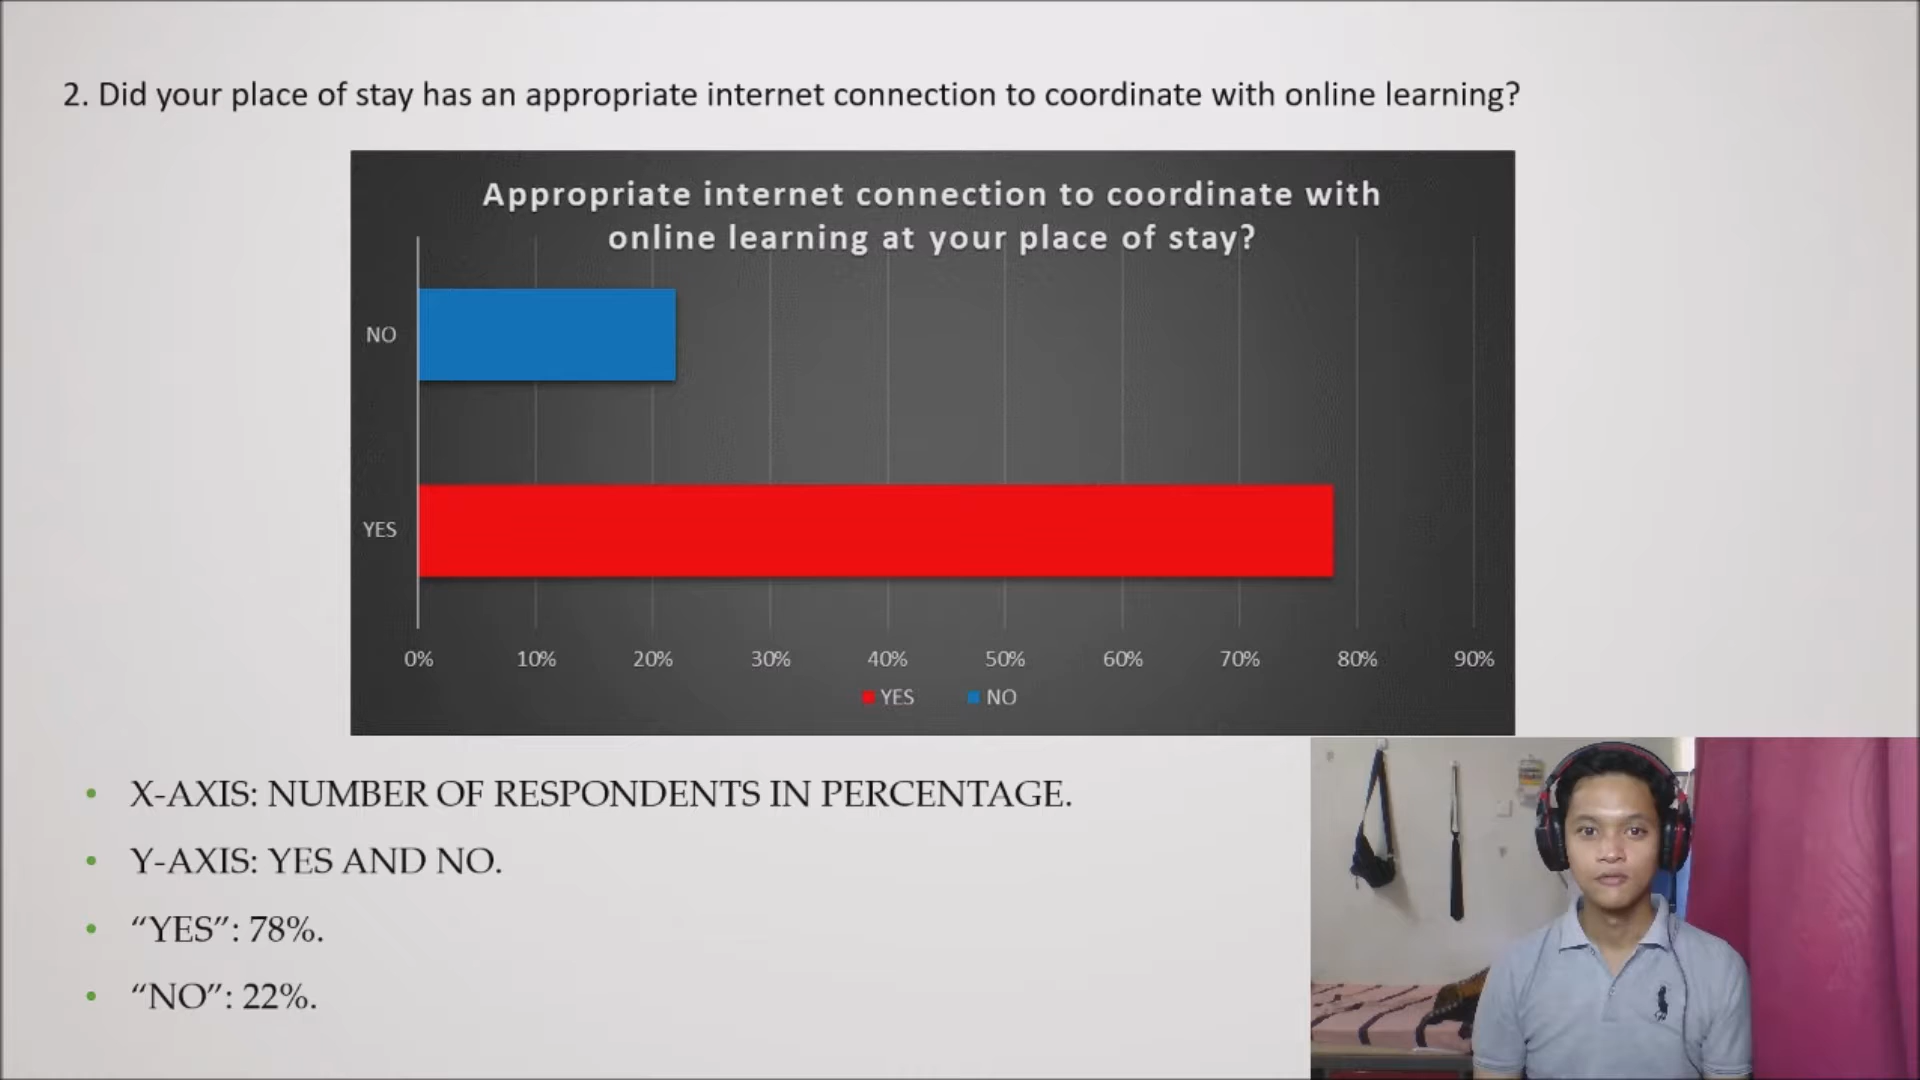 2. Did your place of stay has an appropriate internet connection to coordinate with online learning?
Appropriate internet connection to coordinate with
online learning at your place of stay?
NO
YES
0% 10% 20% 30% 40% 50% 60% 70% 80% 90%
YES NO
• X-AXIS: NUMBER OF RESPONDENTS IN PERCENTAGE.
• Y-AXIS: YES AND NO.
• “YES”: 78%.
• “NO”: 22%.